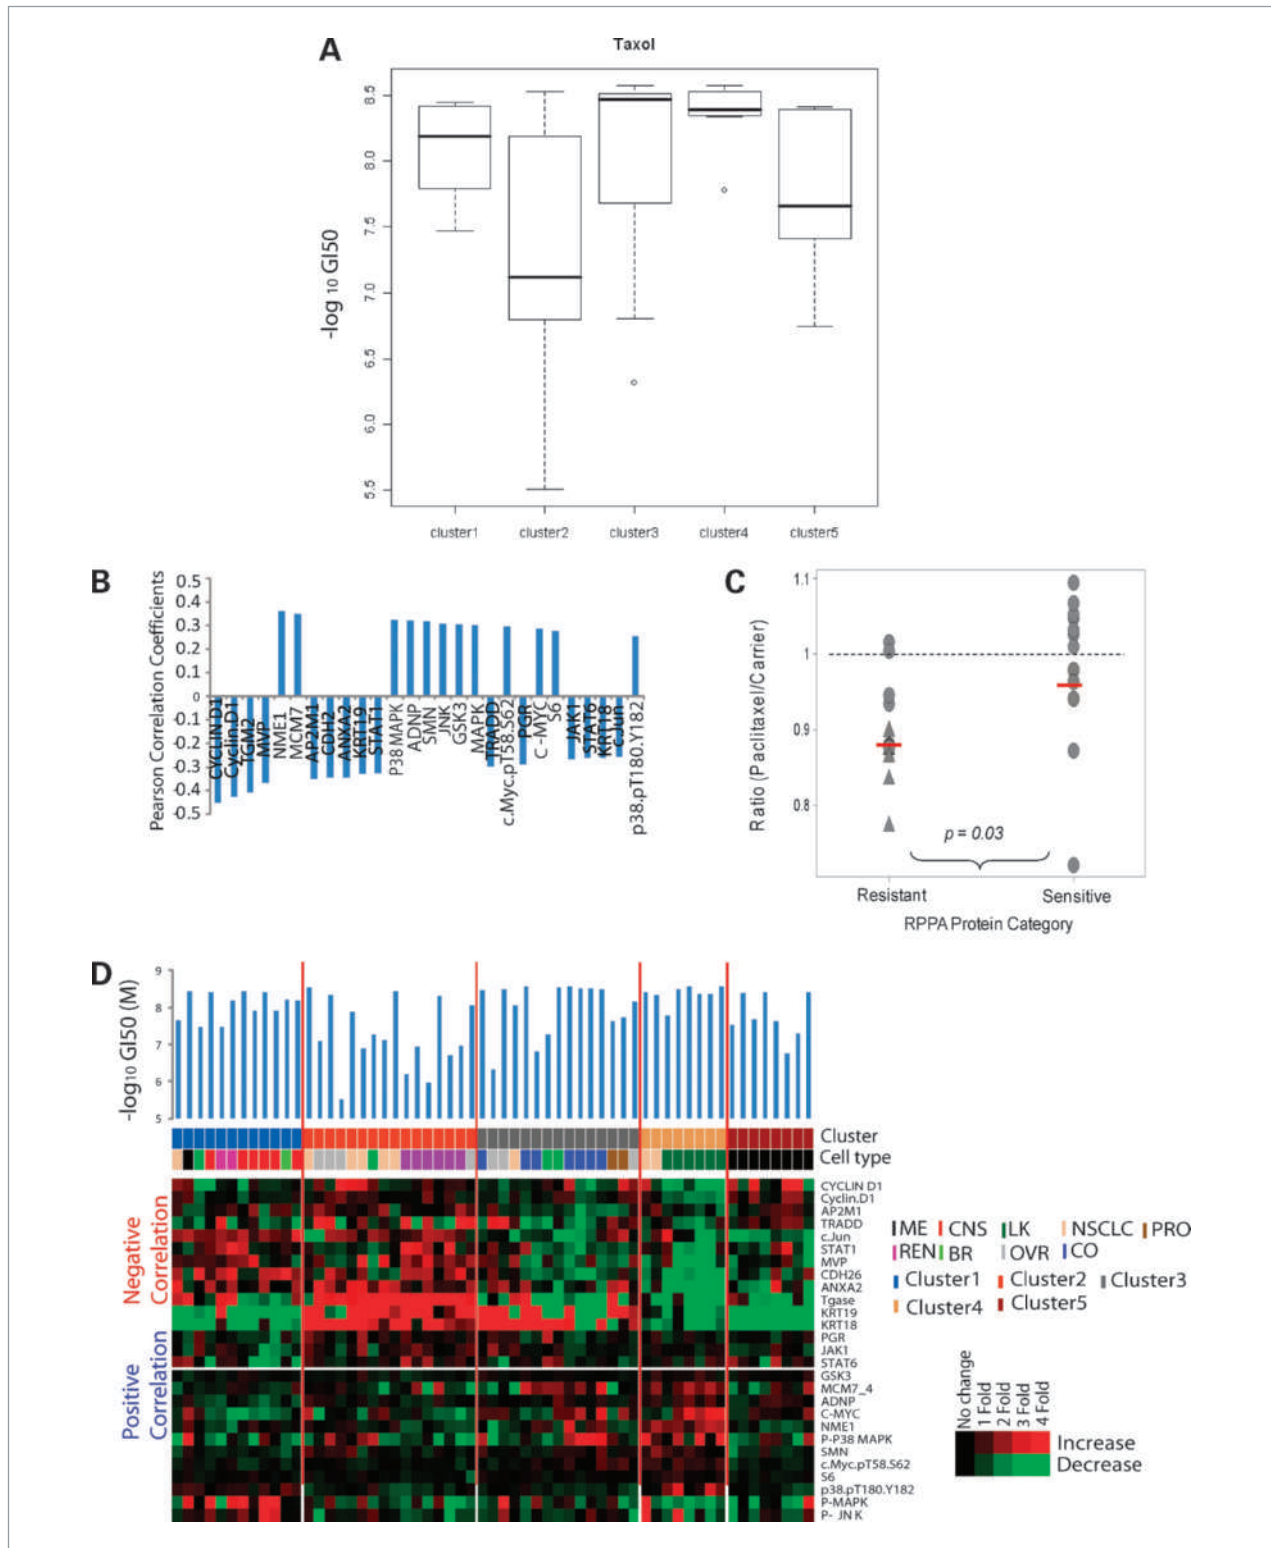 A
Taxol
-log 10 GI50
8.5
8.0
7.5
7.0
6.5
6.0
5.5
cluster1 cluster2 cluster3 cluster4 cluster5
B
Pearson Correlation Coefficients
0.5
0.4
0.3
0.2
0.1
0
-0.1
-0.2
-0.3
-0.4
-0.5
CYCLIN D1
Cyclin.D1
TGM2
MVP
NME1
MCM7
AP2M1
CDH2
ANXA2
KRT19
STAT1
P38 MAPK
ADNP
SMN
JNK
GSK3
MAPK
TRADD
c.Myc.pT58.S62
PGR
C-MYC
S6
JAK1
STAT6
KRT18
CJun
p38.pT180.Y182
C
Ratio (Paclitaxel/Carrier)
1.1
1
0.9
0.8
p = 0.03
Resistant Sensitive
RPPA Protein Category
D
-log10 GI50 (M)
9
8
7
6
5
Cluster
Cell type
Negative
Correlation
Positive
Correlation
CYCLIN D1
Cyclin.D1
AP2M1
TRADD
c.Jun
STAT1
MVP
CDH26
ANXA2
Tgase
KRT19
KRT18
PGR
JAK1
STAT6
GSK3
MCM7_4
ADNP
C-MYC
NME1
P-P38 MAPK
SMN
c.Myc.pT58.S62
S6
p38.pT180.Y182
P-MAPK
P- JN K
ME CNS LK NSCLC PRO
REN BR OVR CO
Cluster1 Cluster2 Cluster3
Cluster4 Cluster5
No change
1 Fold
2 Fold
3 Fold
4 Fold
Increase
Decrease